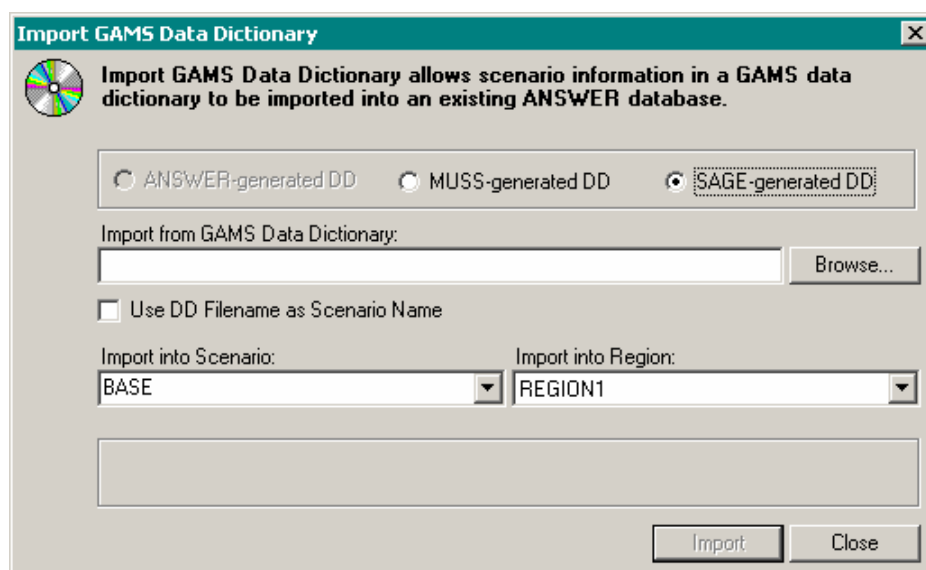 Import GAMS Data Dictionary
Import GAMS Data Dictionary allows scenario information in a GAMS data
dictionary to be imported into an existing ANSWER database.
ANSWER-generated DD MUSS-generated DD SAGE-generated DD
Import from GAMS Data Dictionary:
Browse...
Use DD Filename as Scenario Name
Import into Scenario: Import into Region:
BASE REGION1
Import Close